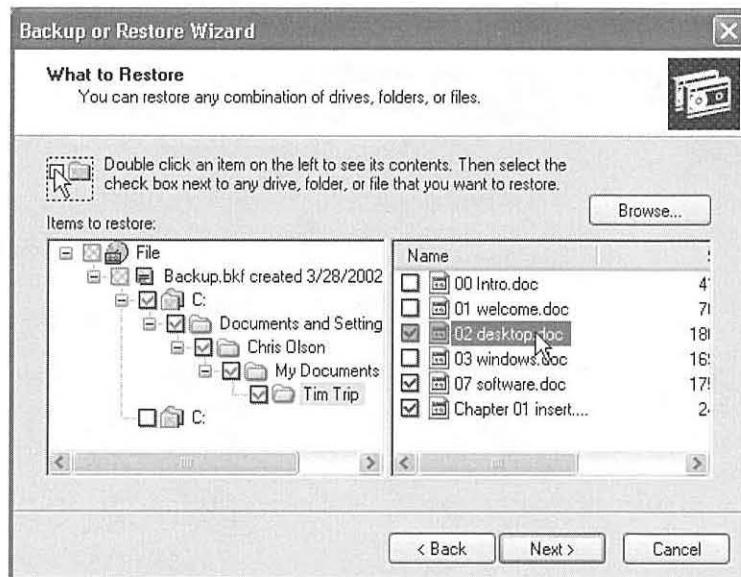 Backup or Restore Wizard
What to Restore
You can restore any combination of drives, folders, or files.
Double click an item on the left to see its contents. Then select the
check box next to any drive, folder, or file that you want to restore.
Browse...
Items to restore:
File
Backup.bkf created 3/28/2002
C:
Documents and Setting
Chris Olson
My Documents
Tim Trip
C:
Name
00 Intro.doc
01 welcome.doc
02 desktop.doc
03 windows.doc
07 software.doc
Chapter 01 insert....
< Back
Next >
Cancel